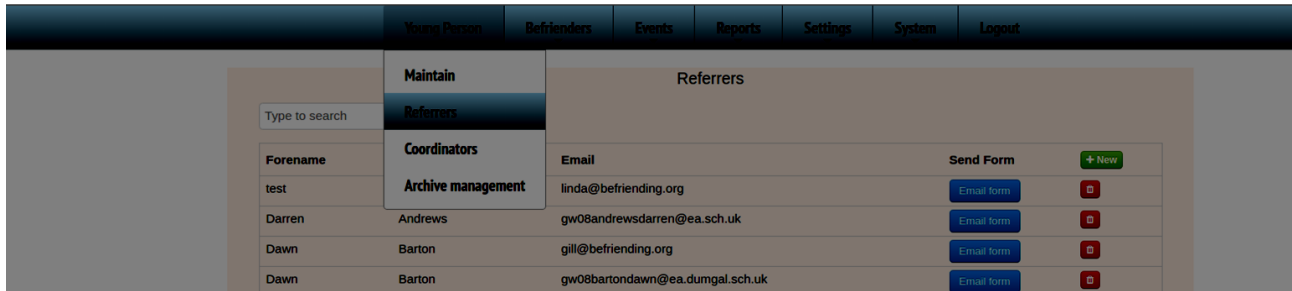 Young Person Befrienders Events Reports Settings System Logout
Maintain
Referrers
Coordinators
Archive management
Referrers
Type to search
Forename Email Send Form + New
test linda@befriending.org Email form
Darren Andrews gw08andrewsdarren@ea.sch.uk Email form
Dawn Barton gill@befriending.org Email form
Dawn Barton gw08bartondawn@ea.dumgal.sch.uk Email form